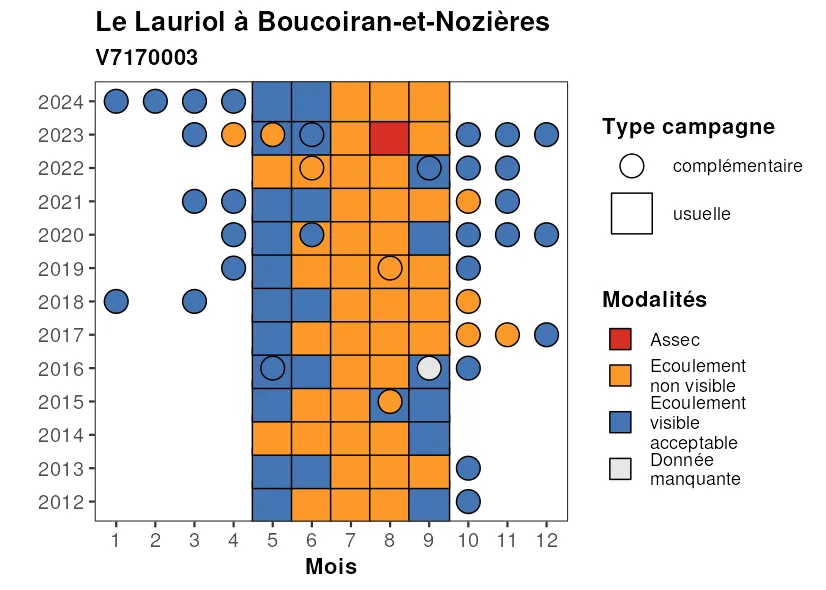 Le Lauriol à Boucoiran-et-Nozières
V7170003
2024
2023
2022
2021
2020
2019
2018
2017
2016
2015
2014
2013
2012
1 2 3 4 5 6 7 8 9 10 11 12
Mois
Type campagne
complémentaire
usuelle
Modalités
Assec
Ecoulement
non visible
Ecoulement
visible
acceptable
Donnée
manquante